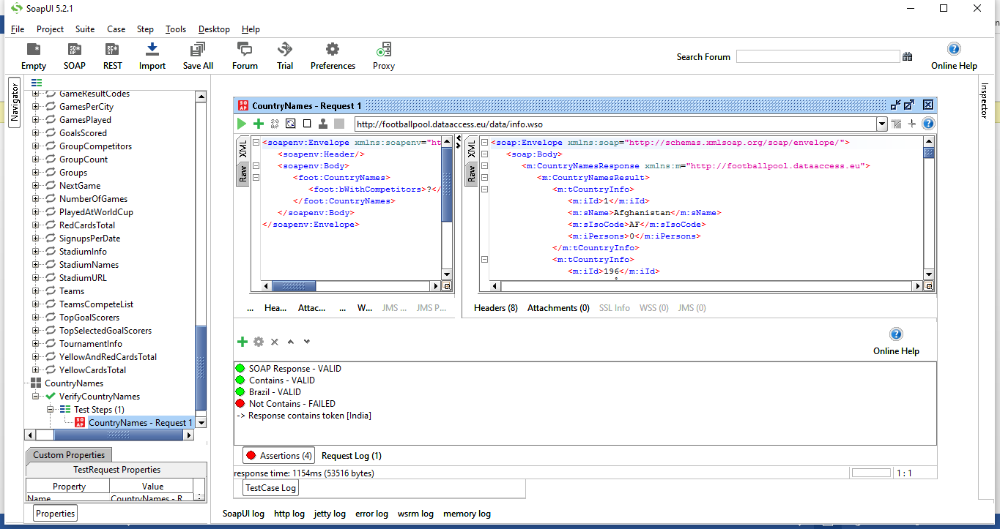 SoapUI 5.2.1
File Project Suite Case Step Tools Desktop Help
Empty SOAP REST Import Save All Forum Trial Preferences Proxy
Search Forum
Online Help
Navigator
Inspector
GameResultCodes
GamesPerCity
GamesPlayed
GoalsScored
GroupCompetitors
GroupCount
Groups
NextGame
NumberOfGames
PlayedAtWorldCup
RedCardsTotal
SignupsPerDate
StadiumInfo
StadiumNames
StadiumURL
Teams
TeamsCompeteList
TopGoalScorers
TopSelectedGoalScorers
TournamentInfo
YellowAndRedCardsTotal
YellowCardsTotal
CountryNames
VerifyCountryNames
Test Steps (1)
CountryNames - Request 1
Custom Properties
TestRequest Properties
Property Value
Name CountryNames - R
Properties
CountryNames - Request 1
http://footballpool.dataaccess.eu/data/info.wso
XML
Raw
<soapenv:Envelope xmlns:soapenv="ht
<soapenv:Header/>
<soapenv:Body>
<foot:CountryNames>
<foot:bWithCompetitors>?</
</foot:CountryNames>
</soapenv:Body>
</soapenv:Envelope>
... Hea... Attac... ... W... JMS ... JMS P...
XML
Raw
<soap:Envelope xmlns:soap="http://schemas.xmlsoap.org/soap/envelope/">
<soap:Body>
<m:CountryNamesResponse xmlns:m="http://footballpool.dataaccess.eu">
<m:CountryNamesResult>
<m:tCountryInfo>
<m:iId>1</m:iId>
<m:sName>Afghanistan</m:sName>
<m:sIsoCode>AF</m:sIsoCode>
<m:iPersons>0</m:iPersons>
</m:tCountryInfo>
<m:tCountryInfo>
<m:iId>196</m:iId>
Headers (8) Attachments (0) SSL Info WSS (0) JMS (0)
Online Help
SOAP Response - VALID
Contains - VALID
Brazil - VALID
Not Contains - FAILED
-> Response contains token [India]
Assertions (4) Request Log (1)
response time: 1154ms (53516 bytes)
1 : 1
TestCase Log
SoapUI log http log jetty log error log wsrm log memory log